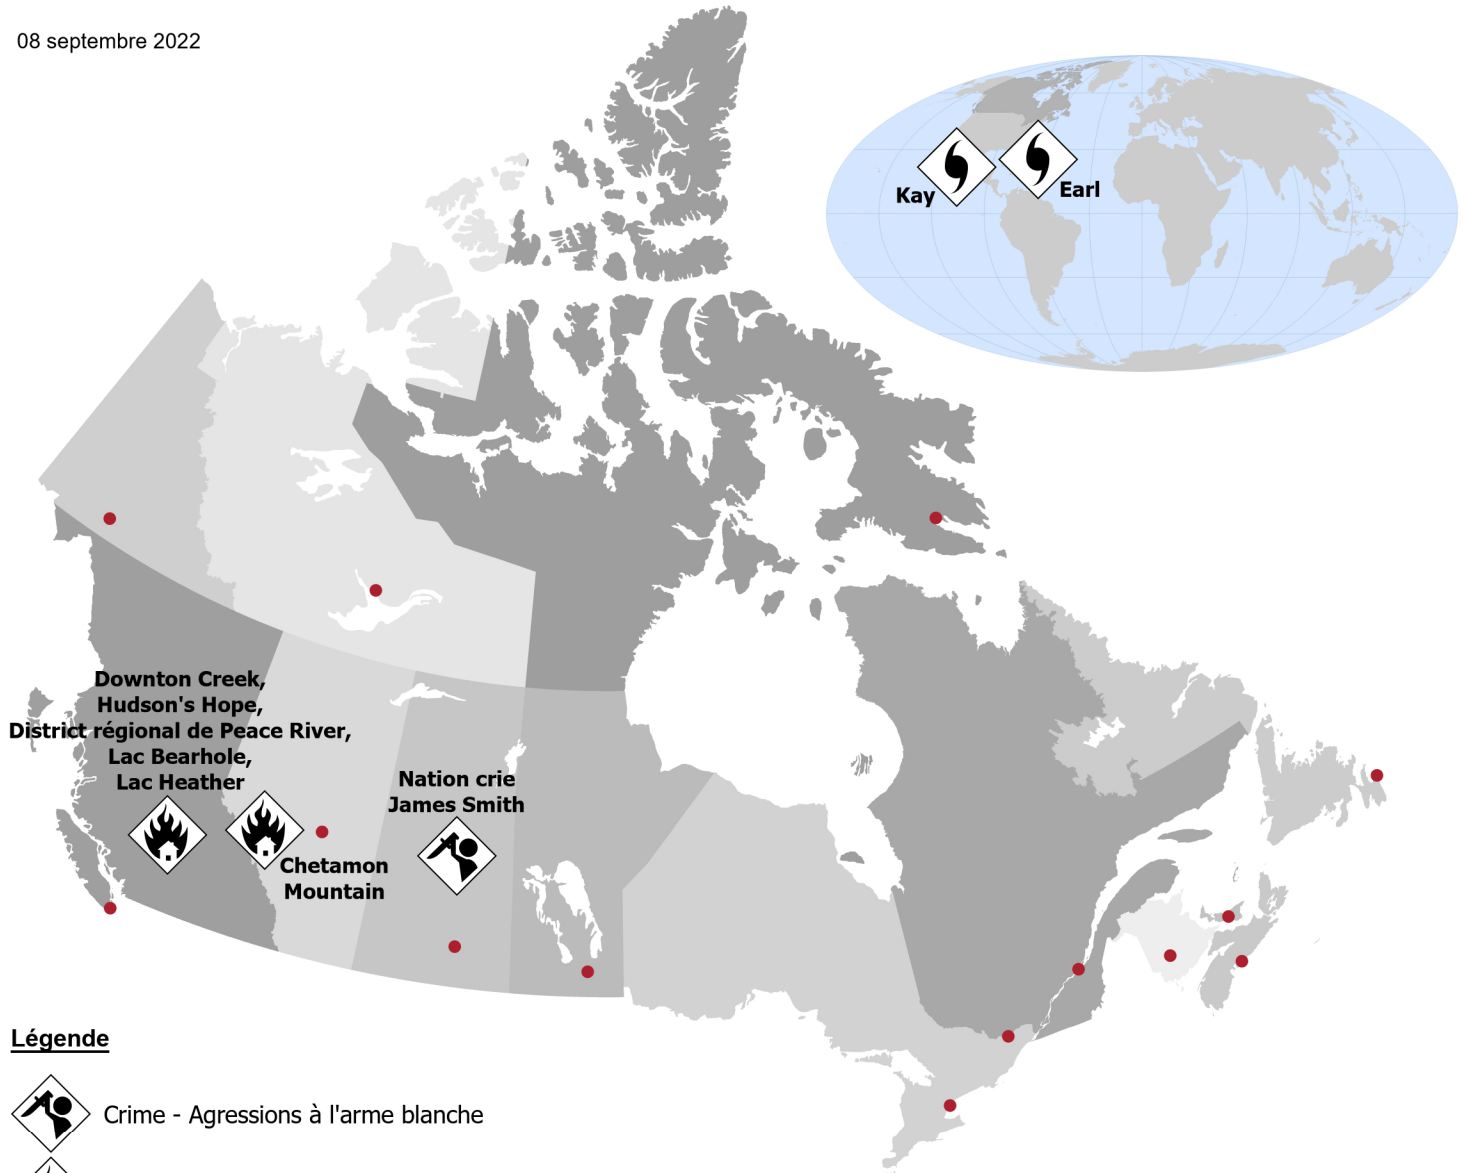 08 septembre 2022
Kay
Earl
Downton Creek,
Hudson's Hope,
District régional de Peace River,
Lac Bearhole,
Lac Heather
Nation crie
James Smith
Chetamon
Mountain
Légende
Crime - Agressions à l'arme blanche